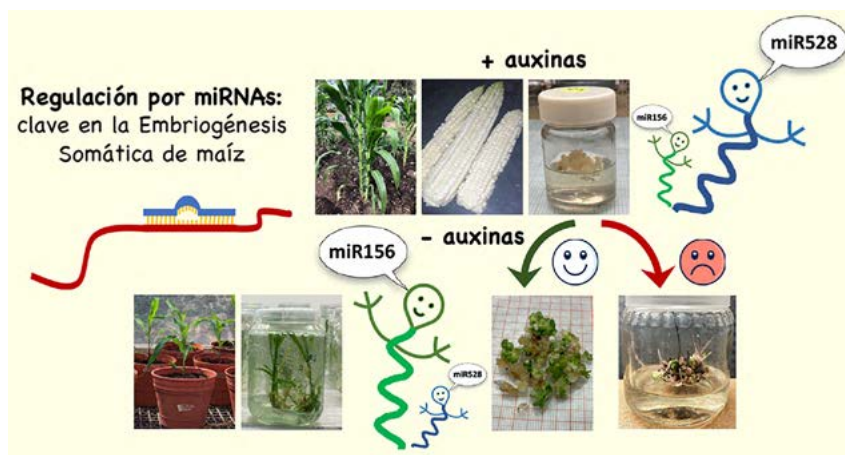 + auxinas
miR528
Regulación por miRNAs:
clave en la Embriogénesis
Somática de maíz
miR156
- auxinas
miR156
miR528